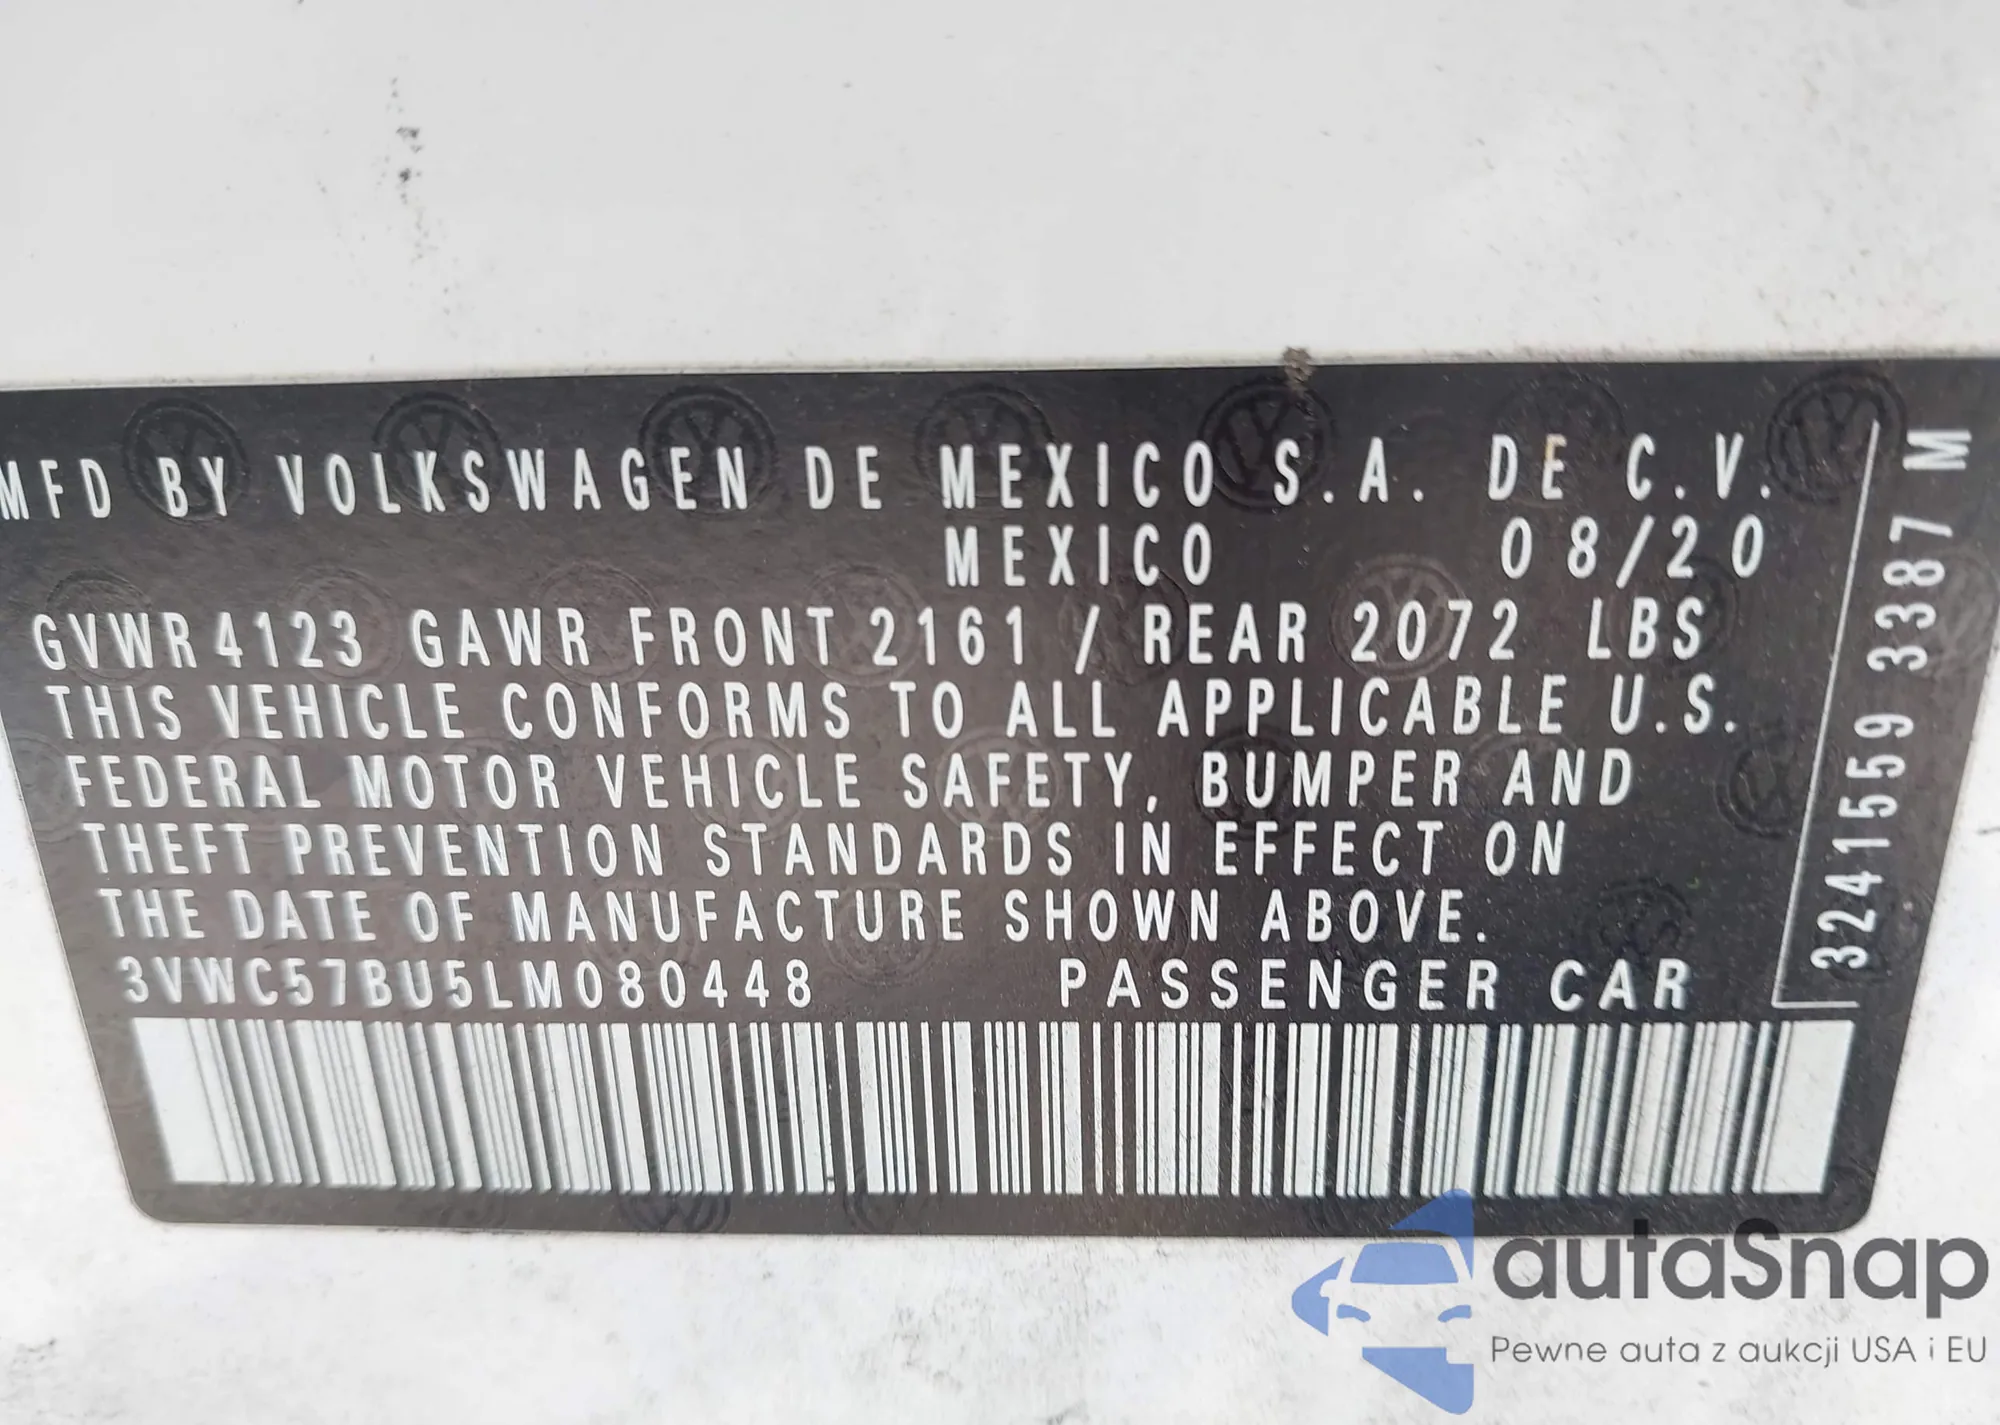 MFD BY VOLKSWAGEN DE MEXICO S.A. DE C.V.
MEXICO 08/20
GVWR 4123 GAWR FRONT 2161 / REAR 2072 LBS
THIS VEHICLE CONFORMS TO ALL APPLICABLE U.S.
FEDERAL MOTOR VEHICLE SAFETY, BUMPER AND
THEFT PREVENTION STANDARDS IN EFFECT ON
THE DATE OF MANUFACTURE SHOWN ABOVE.
3VWC57BU5LM080448 PASSENGER CAR
3241559 3387 M
autaSnap
Pewne auta z aukcji USA i EU